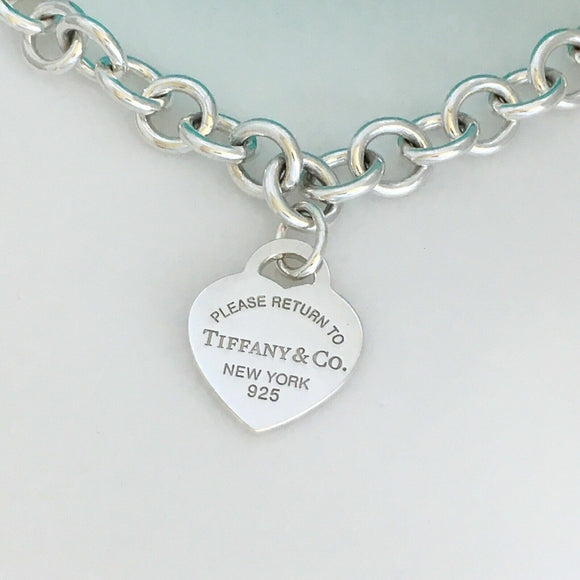 PLEASE RETURN TO
TIFFANY & CO.
NEW YORK
925